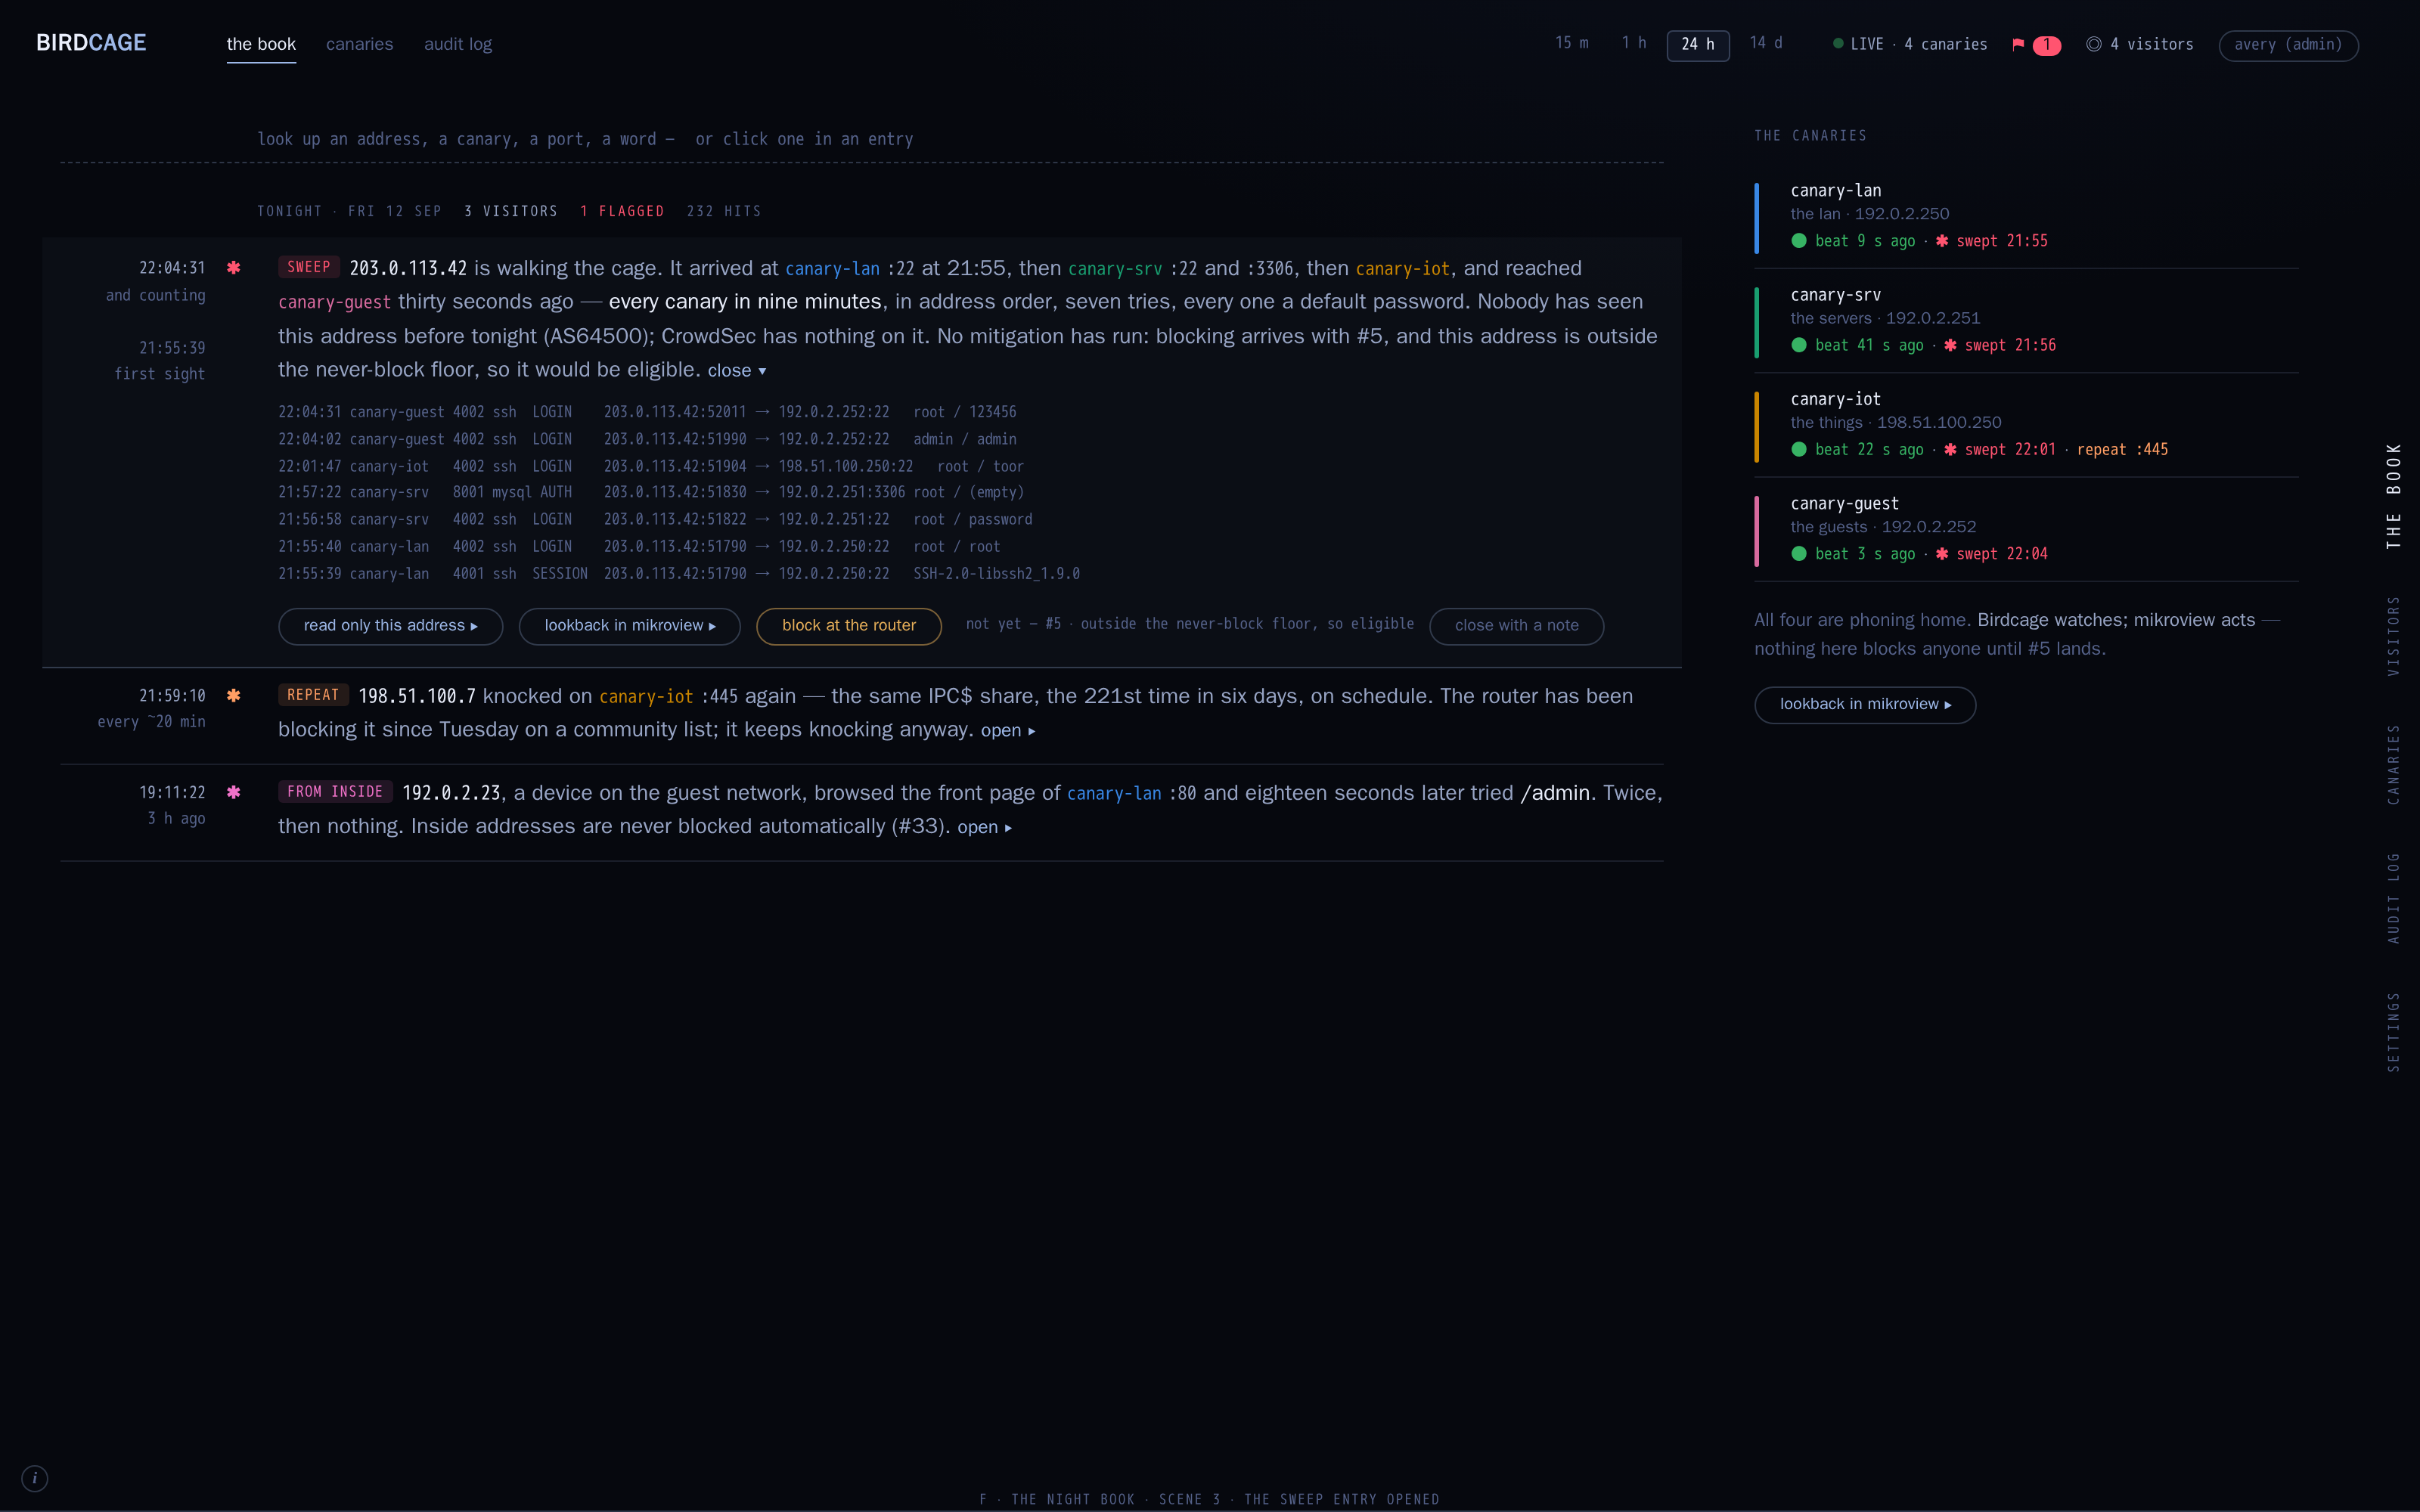 BIRDCAGE the book canaries audit log 15 m 1 h 24 h 14 d LIVE · 4 canaries 1 4 visitors avery (admin)
look up an address, a canary, a port, a word — or click one in an entry
TONIGHT · FRI 12 SEP 3 VISITORS 1 FLAGGED 232 HITS
22:04:31 ✱ SWEEP 203.0.113.42 is walking the cage. It arrived at canary-lan :22 at 21:55, then canary-srv :22 and :3306, then canary-iot, and reached
and counting canary-guest thirty seconds ago — every canary in nine minutes, in address order, seven tries, every one a default password. Nobody has seen
21:55:39 this address before tonight (AS64500); CrowdSec has nothing on it. No mitigation has run: blocking arrives with #5, and this address is outside
first sight the never-block floor, so it would be eligible. close ▾
22:04:31 canary-guest 4002 ssh LOGIN 203.0.113.42:52011 → 192.0.2.252:22 root / 123456
22:04:02 canary-guest 4002 ssh LOGIN 203.0.113.42:51990 → 192.0.2.252:22 admin / admin
22:01:47 canary-iot 4002 ssh LOGIN 203.0.113.42:51904 → 198.51.100.250:22 root / toor
21:57:22 canary-srv 8001 mysql AUTH 203.0.113.42:51830 → 192.0.2.251:3306 root / (empty)
21:56:58 canary-srv 4002 ssh LOGIN 203.0.113.42:51822 → 192.0.2.251:22 root / password
21:55:40 canary-lan 4002 ssh LOGIN 203.0.113.42:51790 → 192.0.2.250:22 root / root
21:55:39 canary-lan 4001 ssh SESSION 203.0.113.42:51790 → 192.0.2.250:22 SSH-2.0-libssh2_1.9.0
read only this address ▸ lookback in mikroview ▸ block at the router not yet — #5 · outside the never-block floor, so eligible close with a note
21:59:10 ✱ REPEAT 198.51.100.7 knocked on canary-iot :445 again — the same IPC$ share, the 221st time in six days, on schedule. The router has been
every ~20 min blocking it since Tuesday on a community list; it keeps knocking anyway. open ▸
19:11:22 ✱ FROM INSIDE 192.0.2.23, a device on the guest network, browsed the front page of canary-lan :80 and eighteen seconds later tried /admin. Twice,
3 h ago then nothing. Inside addresses are never blocked automatically (#33). open ▸
THE CANARIES
canary-lan
the lan · 192.0.2.250
beat 9 s ago · ✱ swept 21:55
canary-srv
the servers · 192.0.2.251
beat 41 s ago · ✱ swept 21:56
canary-iot
the things · 198.51.100.250
beat 22 s ago · ✱ swept 22:01 · repeat :445
canary-guest
the guests · 192.0.2.252
beat 3 s ago · ✱ swept 22:04
All four are phoning home. Birdcage watches; mikroview acts —
nothing here blocks anyone until #5 lands.
lookback in mikroview ▸
THE BOOK
VISITORS
CANARIES
AUDIT LOG
SETTINGS
i
F · THE NIGHT BOOK · SCENE 3 · THE SWEEP ENTRY OPENED